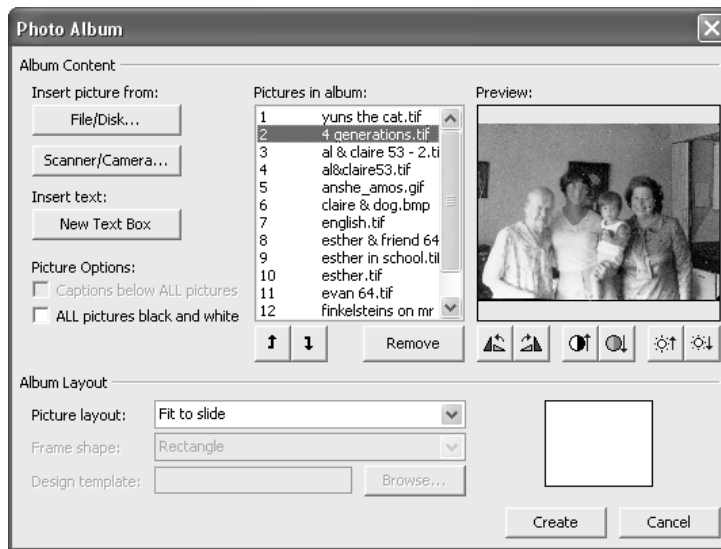 Photo Album
Album Content
Insert picture from:
File/Disk...
Scanner/Camera...
Insert text:
New Text Box
Picture Options:
Captions below ALL pictures
ALL pictures black and white
Pictures in album:
1 yuns the cat.tif
2 4 generations.tif
3 al & claire 53 - 2.ti
4 al&claire53.tif
5 anshe_amos.gif
6 claire & dog.bmp
7 english.tif
8 esther & friend 64
9 esther in school.tif
10 esther.tif
11 evan 64.tif
12 finkelsteins on mr
Remove
Preview:
Album Layout
Picture layout: Fit to slide
Frame shape: Rectangle
Design template: Browse...
Create Cancel